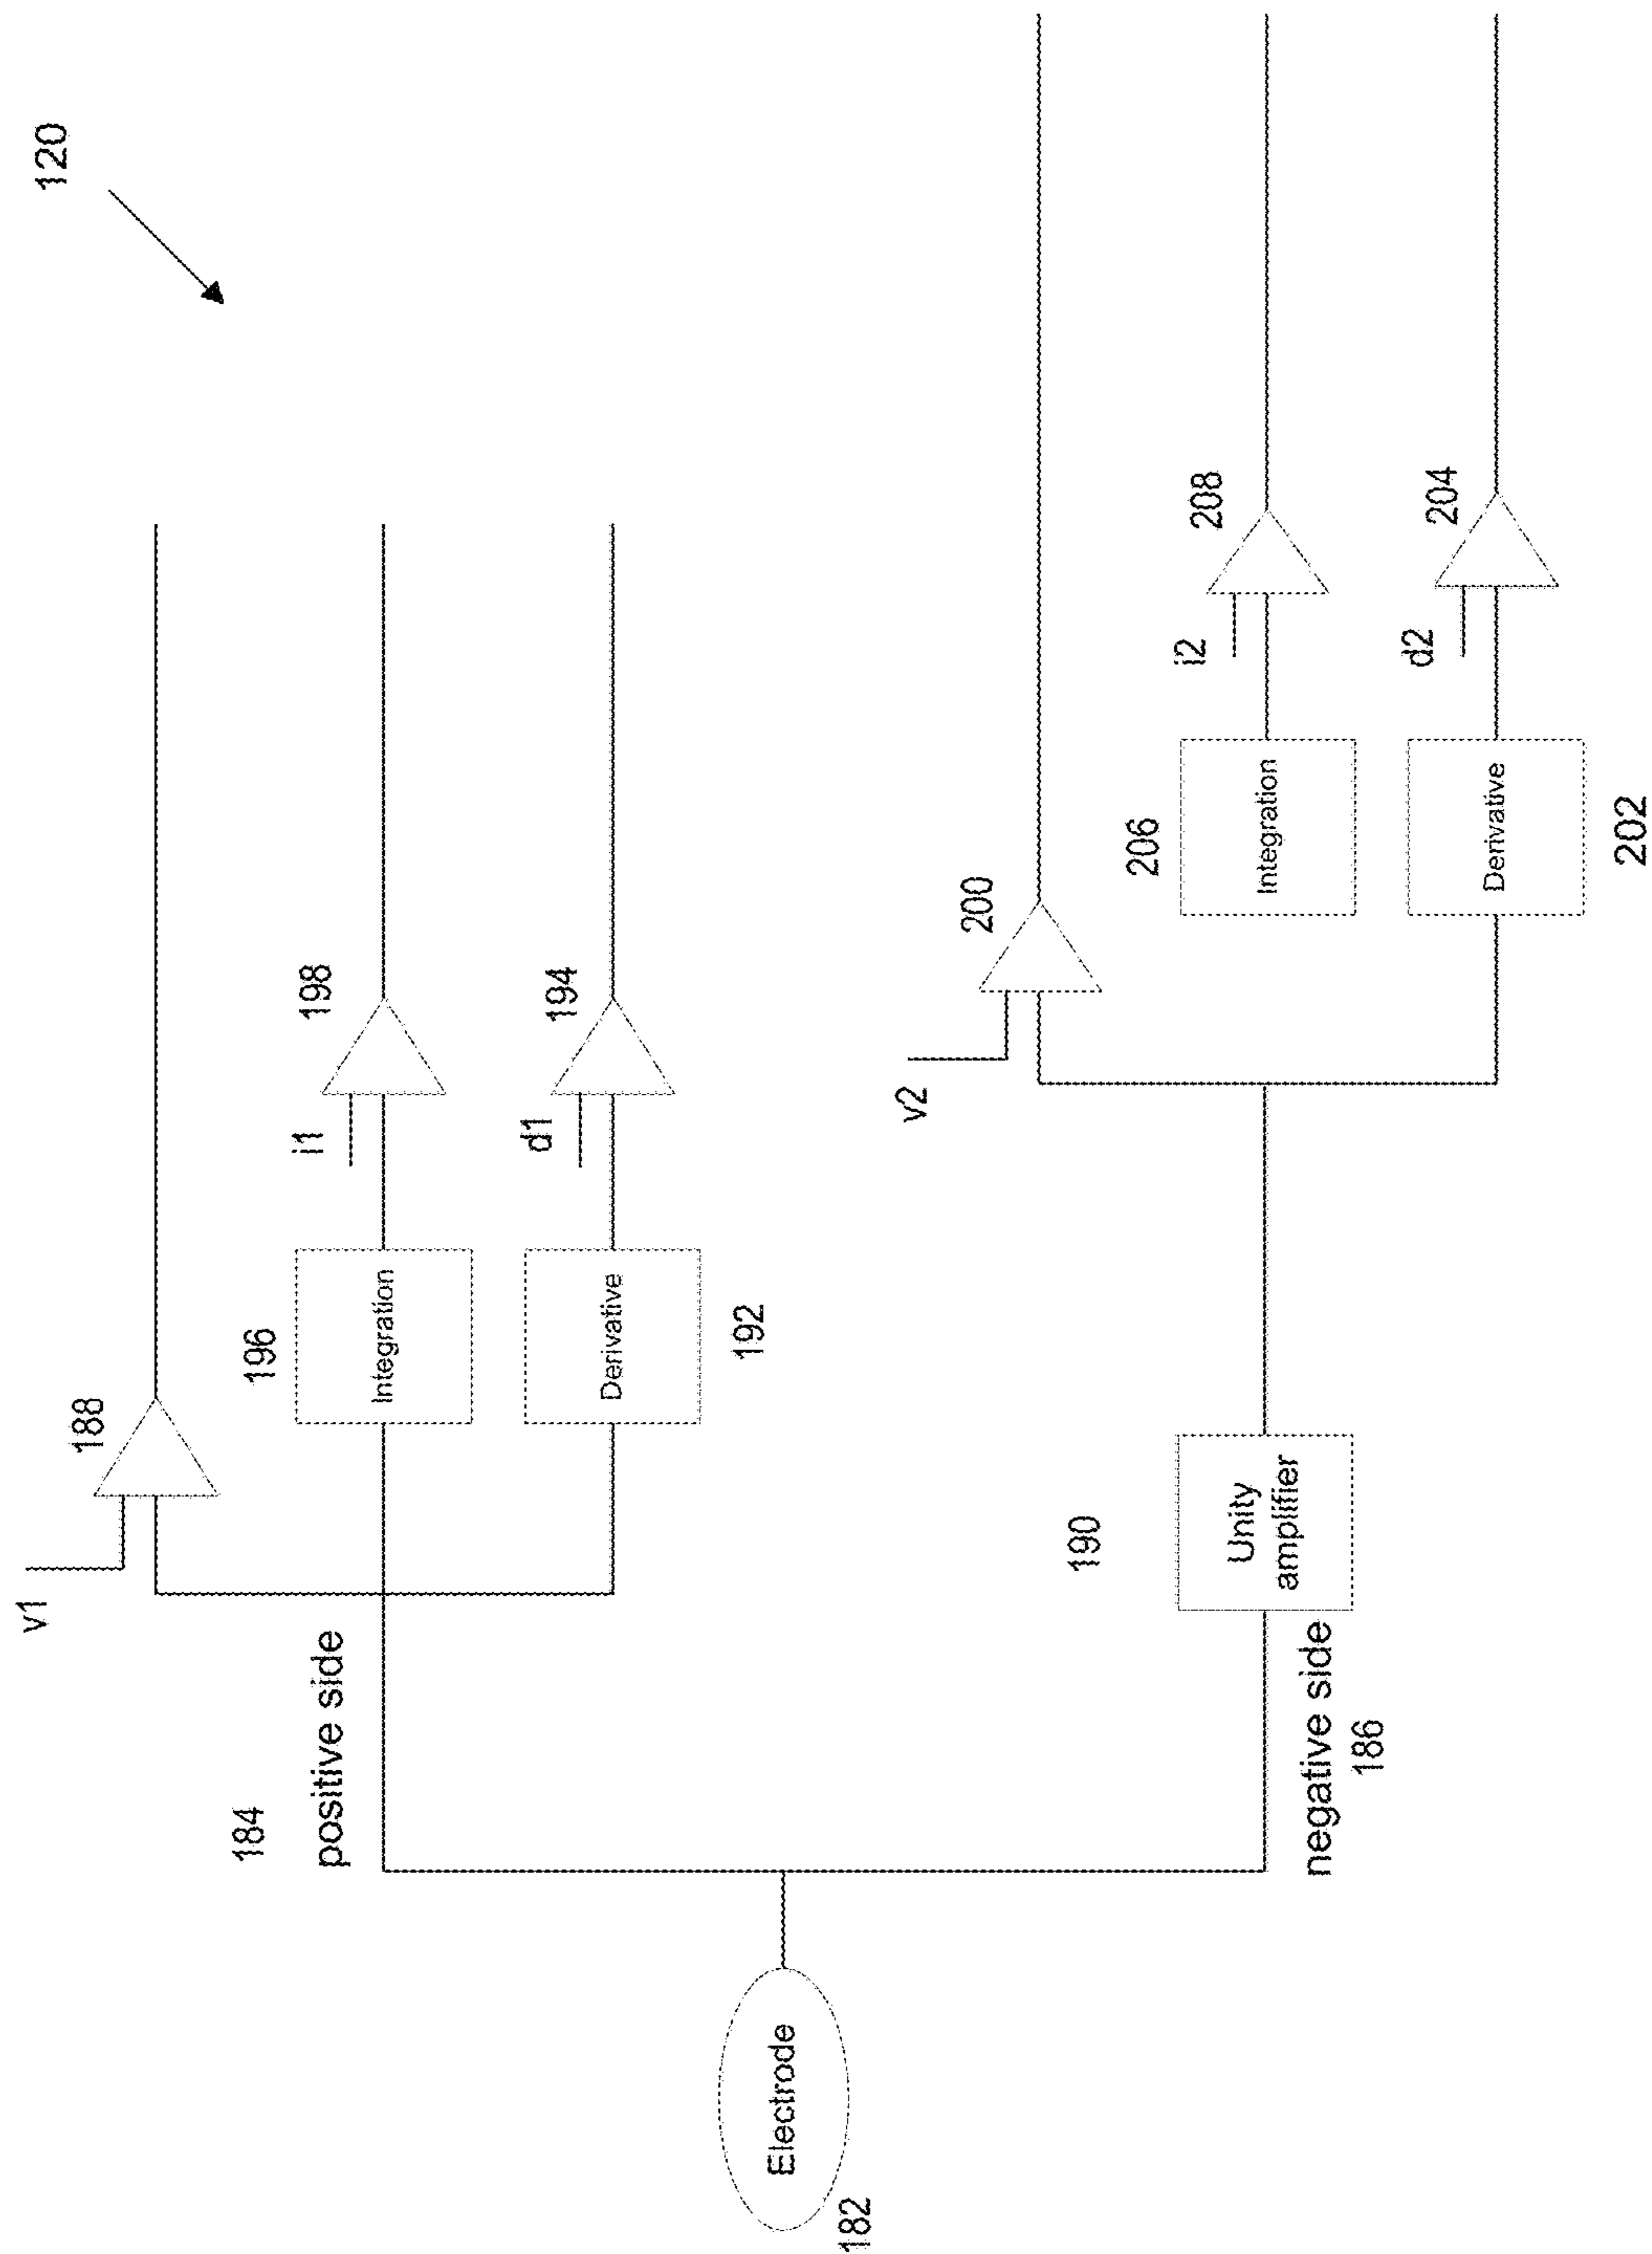 120
v1
188
196
Integration
i1
198
184
positive side
Derivative
192
d1
194
Electrode
182
v2
200
190
Unity
amplifier
206
Integration
i2
208
negative side
186
Derivative
202
d2
204